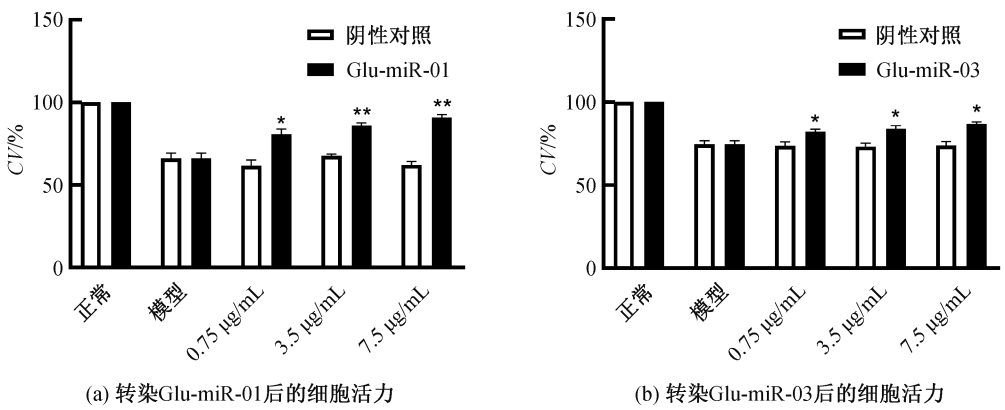 150
100
50
0
CV/%
阴性对照
Glu-miR-01
*
**
**
正常
模型
0.75 μg/mL
3.5 μg/mL
7.5 μg/mL
(a) 转染Glu-miR-01后的细胞活力
150
100
50
0
CV/%
阴性对照
Glu-miR-03
*
*
*
正常
模型
0.75 μg/mL
3.5 μg/mL
7.5 μg/mL
(b) 转染Glu-miR-03后的细胞活力